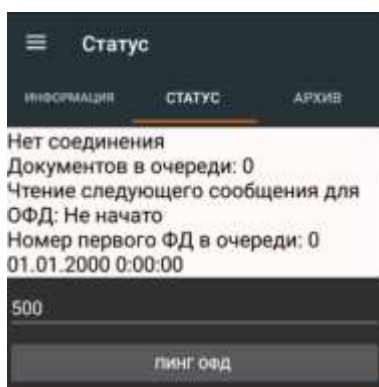 Статус
ИНФОРМАЦИЯ СТАТУС АРХИВ
Нет соединения
Документов в очереди: 0
Чтение следующего сообщения для
ОФД: Не начато
Номер первого ФД в очереди: 0
01.01.2000 0:00:00
500
ПИНГ ОФД